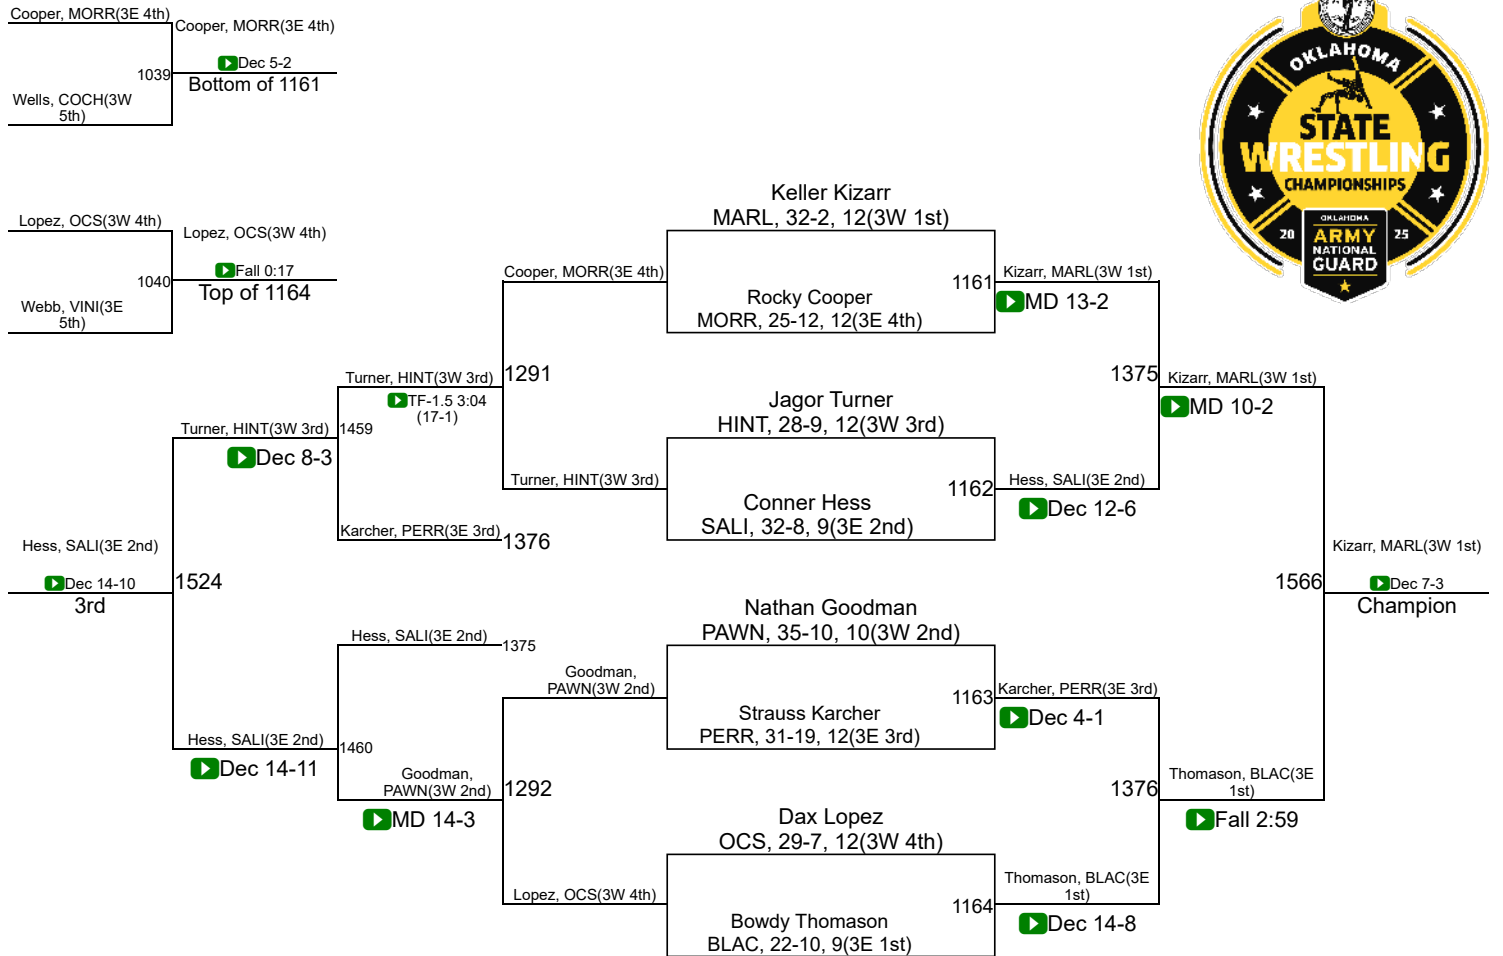 Cooper, MORR(3E 4th)
Cooper, MORR(3E 4th)
Dec 5-2
1039
Bottom of 1161
Wells, COCH(3W
5th)
OKLAHOMA
STATE
WRESTLING
CHAMPIONSHIPS
OKLAHOMA
20 ARMY 25
NATIONAL
GUARD
Lopez, OCS(3W 4th)
Lopez, OCS(3W 4th)
Fall 0:17
1040
Top of 1164
Webb, VINI(3E
5th)
Keller Kizarr
MARL, 32-2, 12(3W 1st)
Cooper, MORR(3E 4th)
1161
Kizarr, MARL(3W 1st)
MD 13-2
Rocky Cooper
MORR, 25-12, 12(3E 4th)
Turner, HINT(3W 3rd)
1291
TF-1.5 3:04
(17-1)
1375
Kizarr, MARL(3W 1st)
MD 10-2
Jagor Turner
HINT, 28-9, 12(3W 3rd)
Turner, HINT(3W 3rd)
1459
Dec 8-3
Turner, HINT(3W 3rd)
1162
Hess, SALI(3E 2nd)
Dec 12-6
Conner Hess
SALI, 32-8, 9(3E 2nd)
Karcher, PERR(3E 3rd)
1376
Hess, SALI(3E 2nd)
Dec 14-10
1524
3rd
Kizarr, MARL(3W 1st)
1566
Dec 7-3
Champion
Nathan Goodman
PAWN, 35-10, 10(3W 2nd)
Hess, SALI(3E 2nd)
1375
Goodman,
PAWN(3W 2nd)
1163
Karcher, PERR(3E 3rd)
Dec 4-1
Strauss Karcher
PERR, 31-19, 12(3E 3rd)
Hess, SALI(3E 2nd)
1460
Dec 14-11
Goodman,
PAWN(3W 2nd)
1292
MD 14-3
1376
Thomason, BLAC(3E
1st)
Fall 2:59
Dax Lopez
OCS, 29-7, 12(3W 4th)
Lopez, OCS(3W 4th)
1164
Thomason, BLAC(3E
1st)
Dec 14-8
Bowdy Thomason
BLAC, 22-10, 9(3E 1st)